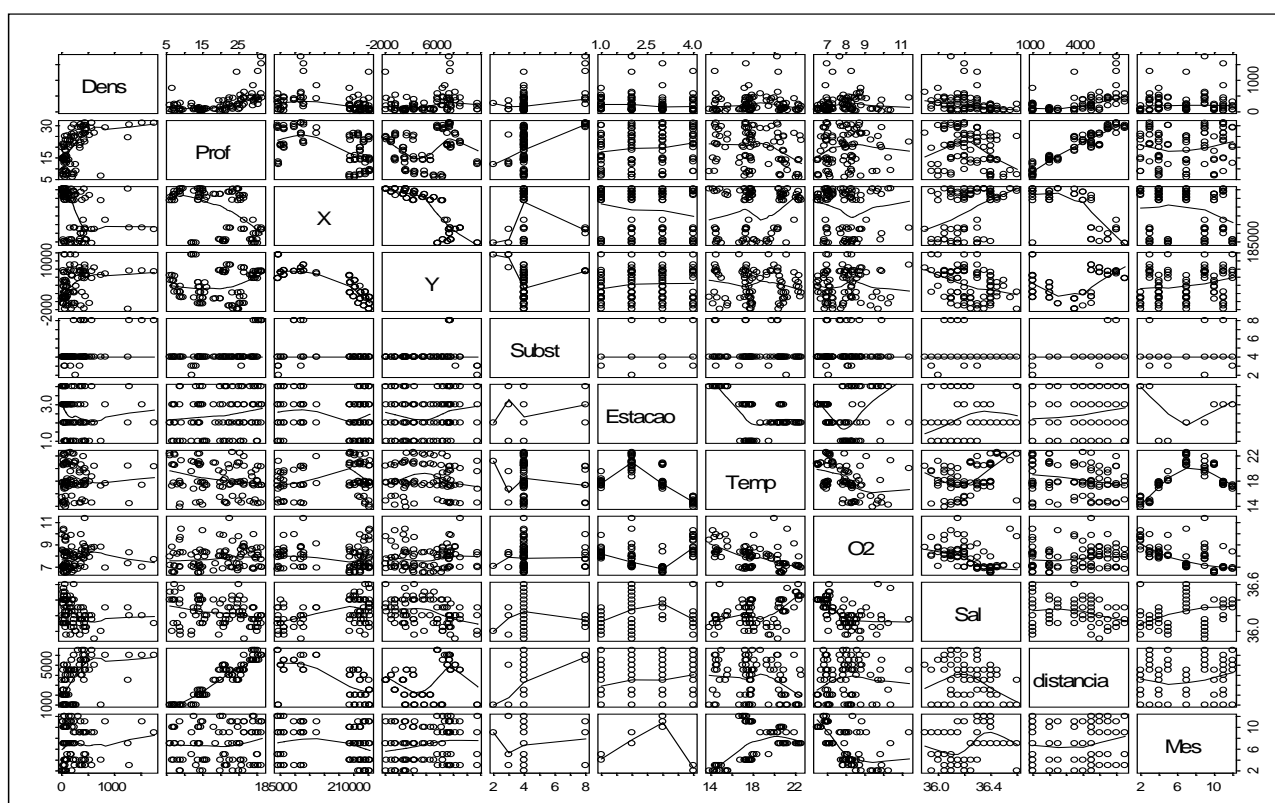 5 15 25
-2000 6000
1.0 2.5 4.0
7 8 9 11
1000 4000
2 4 6 8 10
Dens
0 1000
5 15 30
Prof
X
185000
-2000 10000
Y
Subst
2 4 6 8
1.0 3.0
Estacao
Temp
14 18 22
7 9 11
O2
Sal
36.0 36.6
1000 5000
distancia
Mes
2 6 10
0 1000
185000 210000
2 4 6 8
14 18 22
36.0 36.4
2 6 10